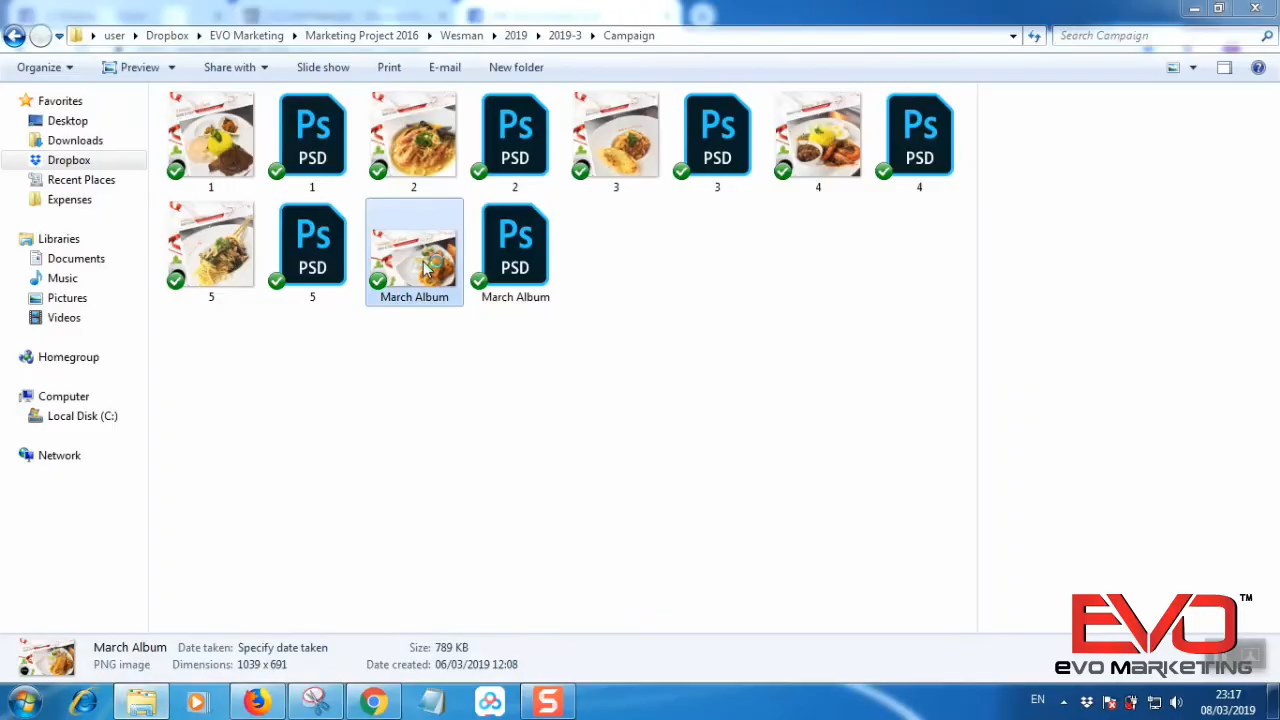 user Dropbox EVO Marketing Marketing Project 2016 Wesman 2019 2019-3 Campaign
Search Campaign
Organize Preview Share with Slide show Print E-mail New folder
Favorites
Desktop
Downloads
Dropbox
Recent Places
Expenses
Libraries
Documents
Music
Pictures
Videos
Homegroup
Computer
Local Disk (C:)
Network
Ps PSD Ps PSD Ps PSD Ps PSD
1 1 2 2 3 3 4 4
Ps PSD Ps PSD
5 5 March Album March Album
March Album Date taken: Specify date taken Size: 789 KB
PNG image Dimensions: 1039 x 691 Date created: 06/03/2019 12:08
EVO™
EVO MARKETING
EN
23:17
08/03/2019